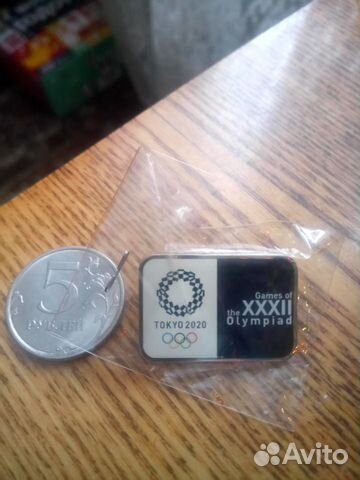 5
РУБЛЕЙ
TOKYO 2020
Games of
the XXXII
Olympiad
Avito